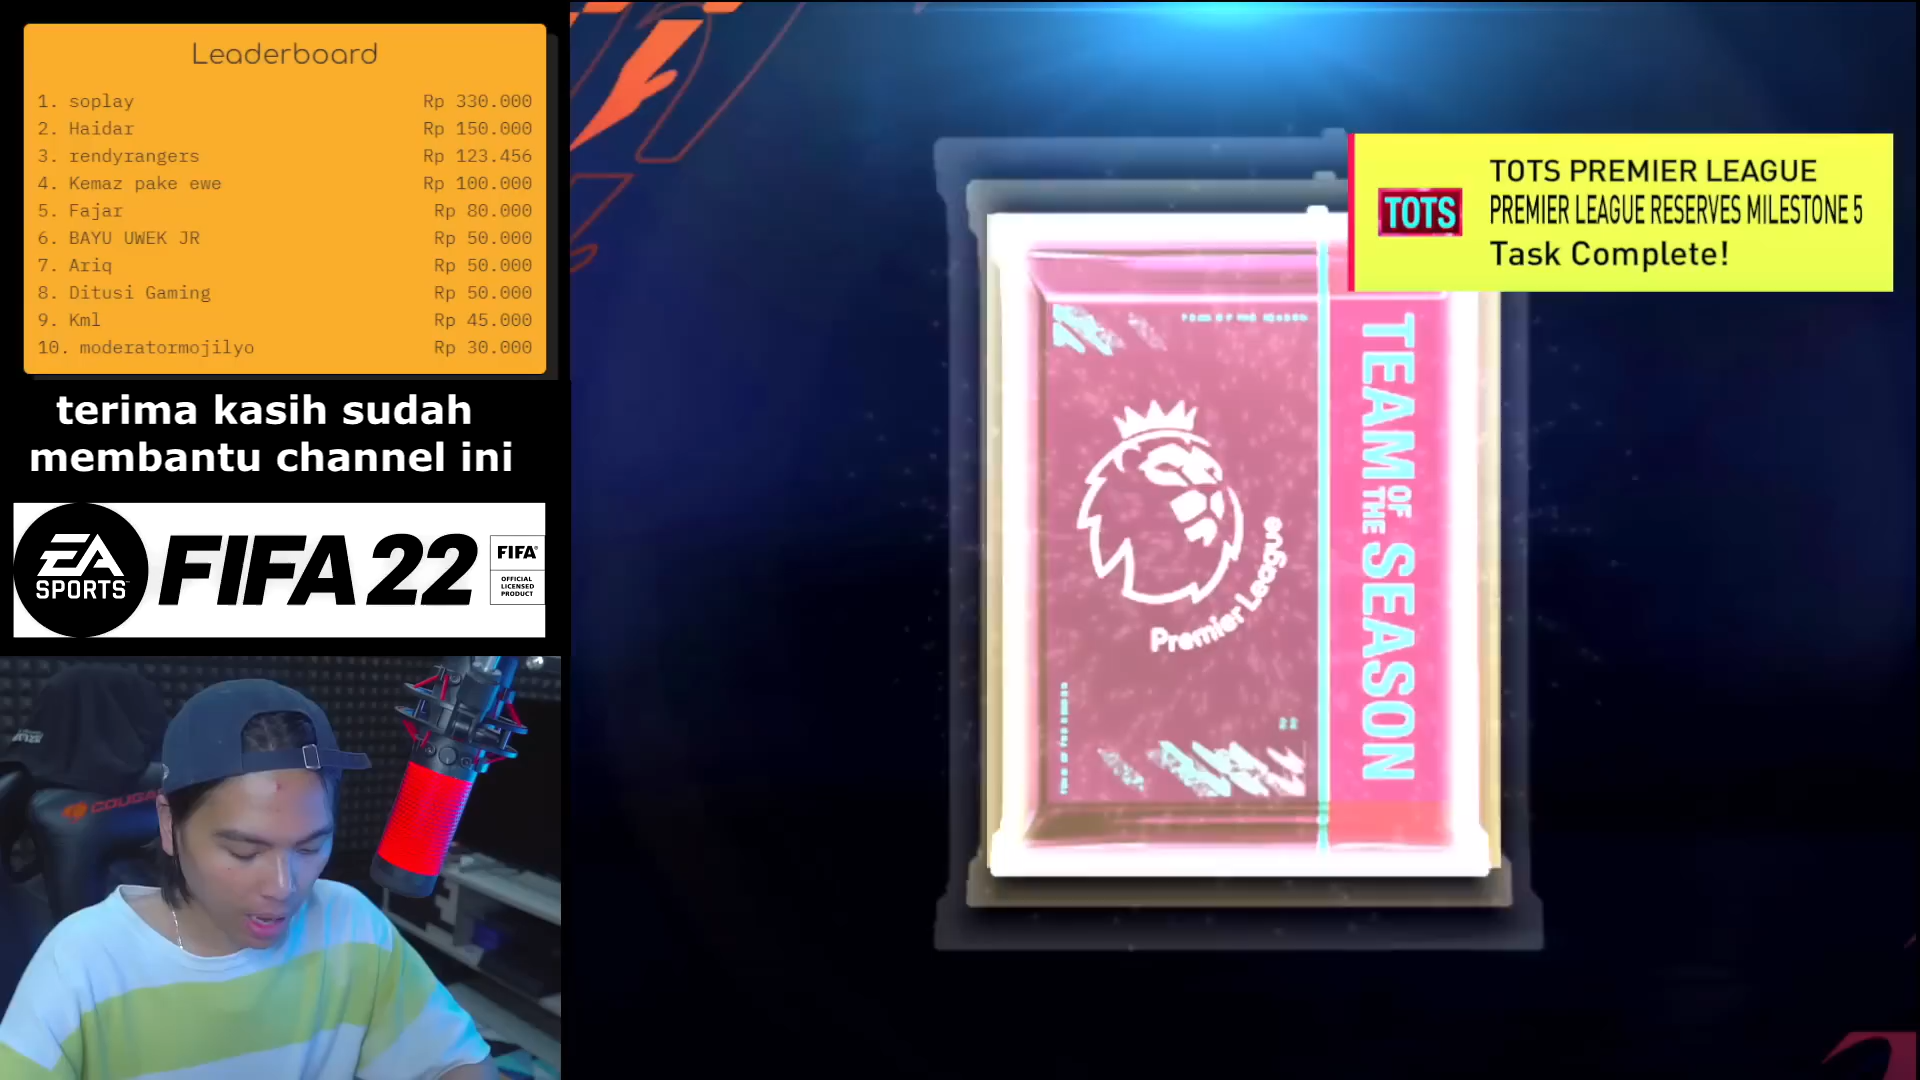 Leaderboard
1. soplay Rp 330.000
2. Haidar Rp 150.000
3. rendyrangers Rp 123.456
4. Kemaz pake ewe Rp 100.000
5. Fajar Rp 80.000
6. BAYU UWEK JR Rp 50.000
7. Ariq Rp 50.000
8. Ditusi Gaming Rp 50.000
9. Kml Rp 45.000
10. moderatormojilyo Rp 30.000
terima kasih sudah
membantu channel ini
EA
SPORTS
FIFA 22
FIFA
OFFICIAL
LICENSED
PRODUCT
COUGA
TOTS
TOTS PREMIER LEAGUE
PREMIER LEAGUE RESERVES MILESTONE 5
Task Complete!
Premier League
22
TEAM OF THE SEASON